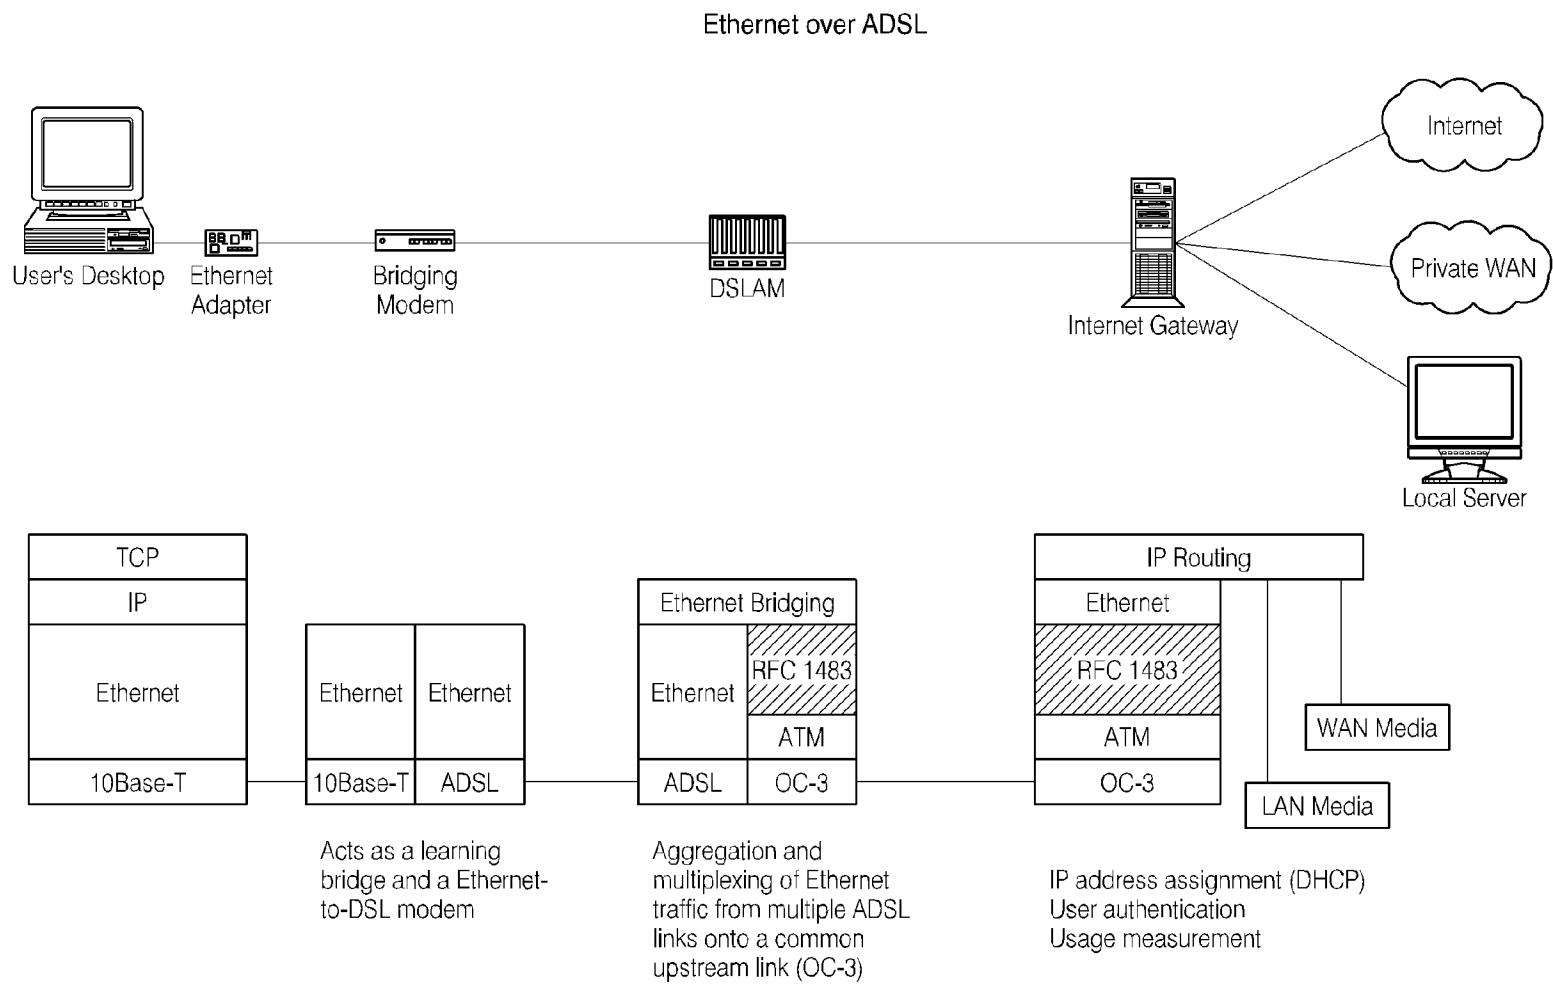 Ethernet over ADSL
Internet
Private WAN
User's Desktop
Ethernet
Adapter
Bridging
Modem
DSLAM
Internet Gateway
Local Server
TCP
IP
Ethernet
10Base-T
Ethernet
Ethernet
10Base-T
ADSL
Ethernet Bridging
Ethernet
RFC 1483
ATM
ADSL
OC-3
IP Routing
Ethernet
RFC 1483
ATM
OC-3
WAN Media
LAN Media
Acts as a learning
bridge and a Ethernet-
to-DSL modem
Aggregation and
multiplexing of Ethernet
traffic from multiple ADSL
links onto a common
upstream link (OC-3)
IP address assignment (DHCP)
User authentication
Usage measurement